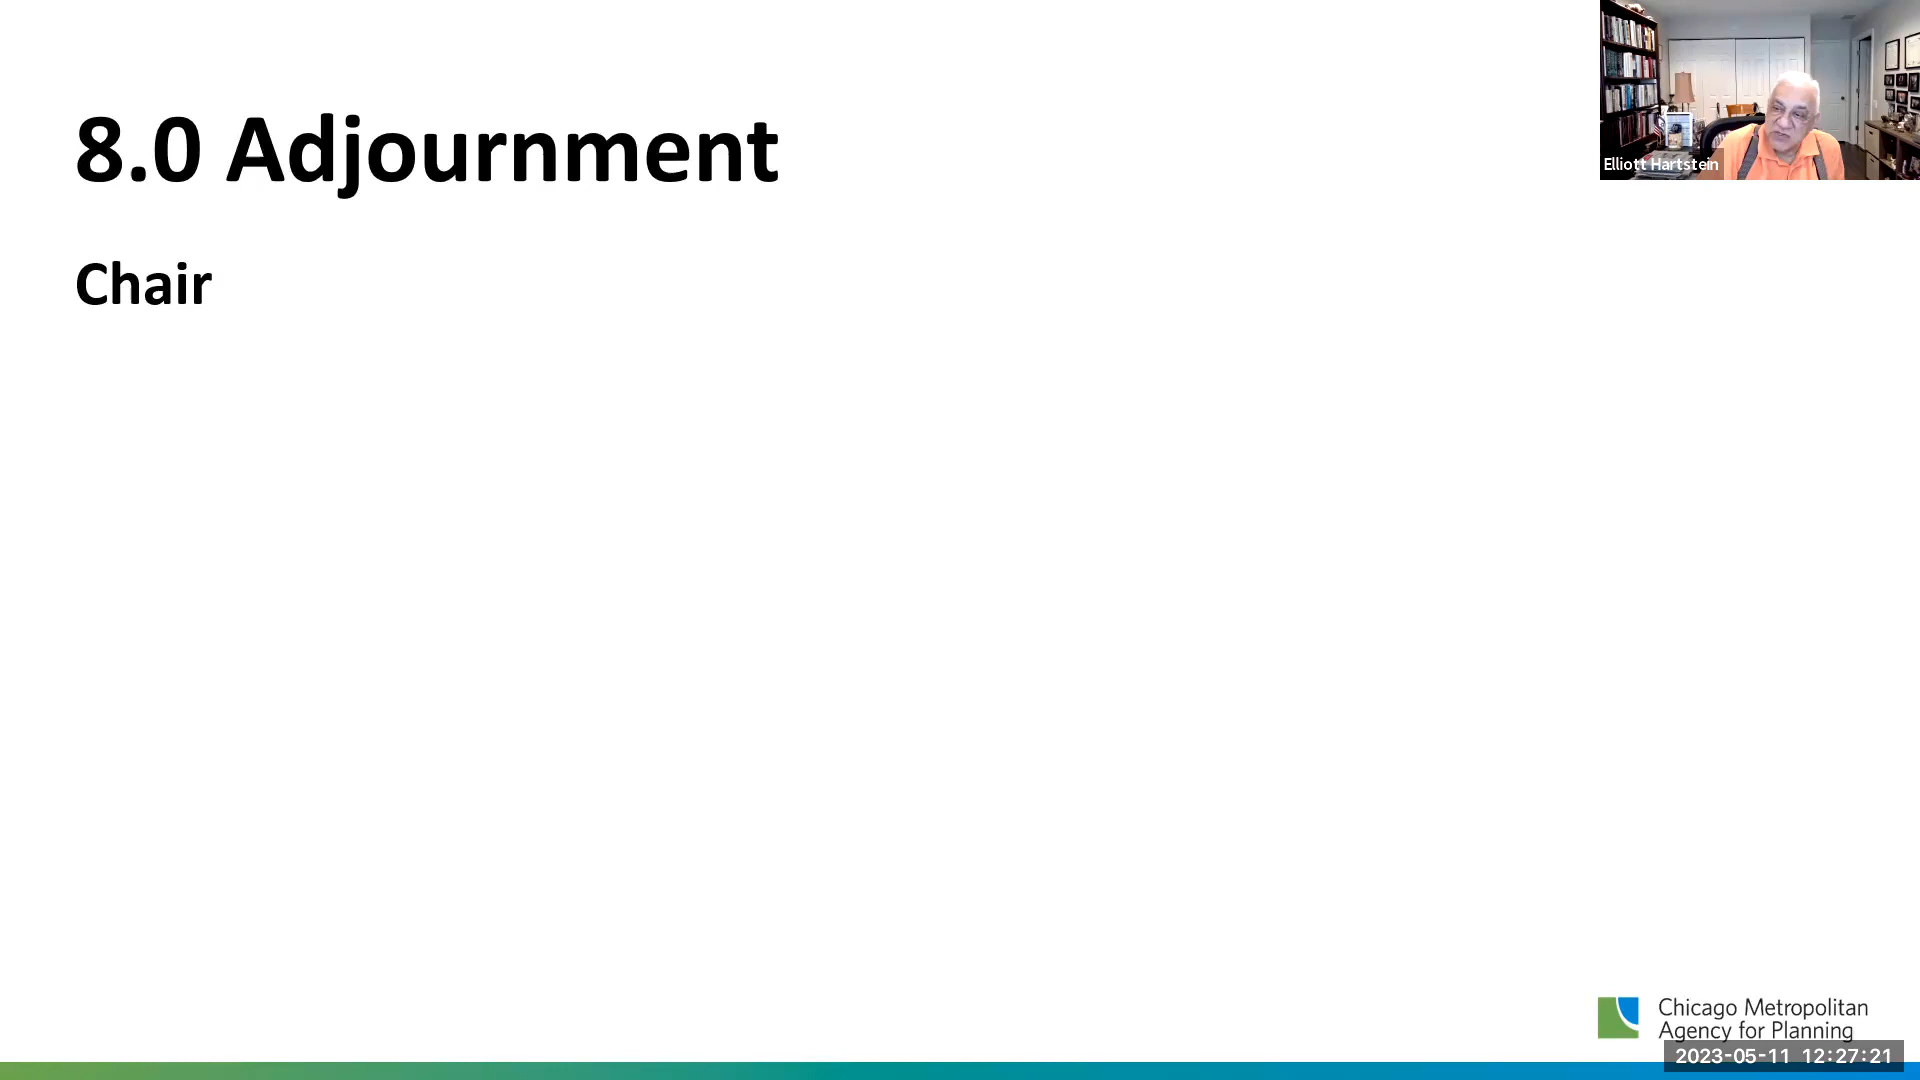 8.0 Adjournment
Chair
Elliott Hartstein
Chicago Metropolitan
Agency for Planning
2023-05-11 12:27:21